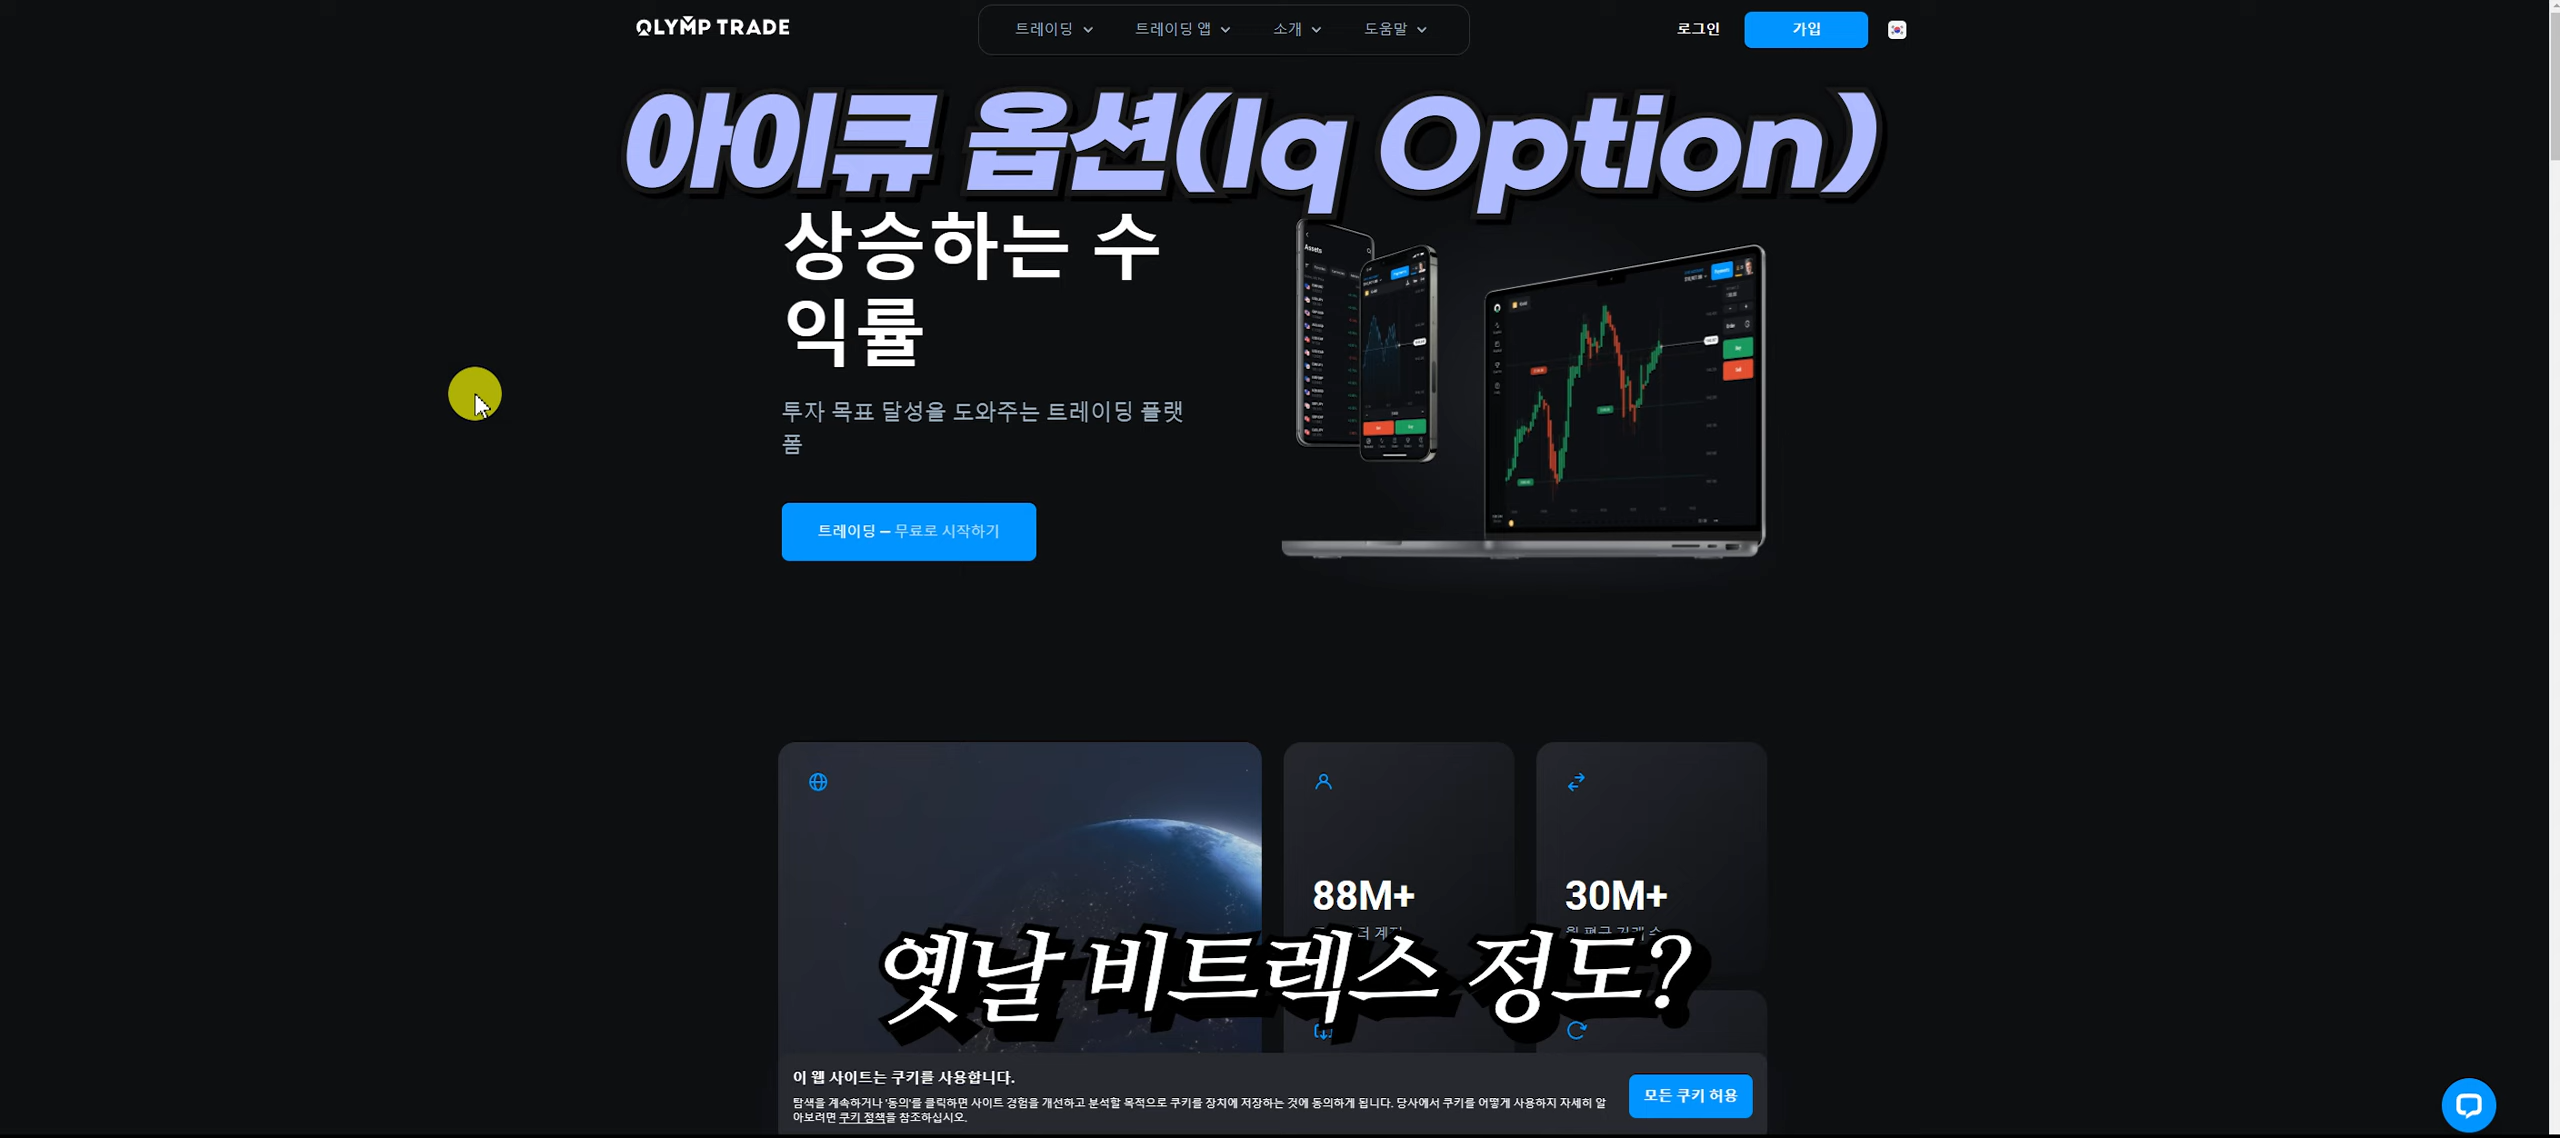 OLYMP TRADE
트레이딩
트레이딩 앱
소개
도움말
로그인
가입
아이큐 옵션(Iq Option)
상승하는 수
익률
투자 목표 달성을 도와주는 트레이딩 플랫
폼
트레이딩 – 무료로 시작하기
Assets
88M+
30M+
옛날 비트렉스 정도?
이 웹 사이트는 쿠키를 사용합니다.
탐색을 계속하거나 '동의'를 클릭하면 사이트 경험을 개선하고 분석할 목적으로 쿠키를 장치에 저장하는 것에 동의하게 됩니다. 당사에서 쿠키를 어떻게 사용하지 자세히 알
아보려면 쿠키 정책을 참조하십시오.
모든 쿠키 허용